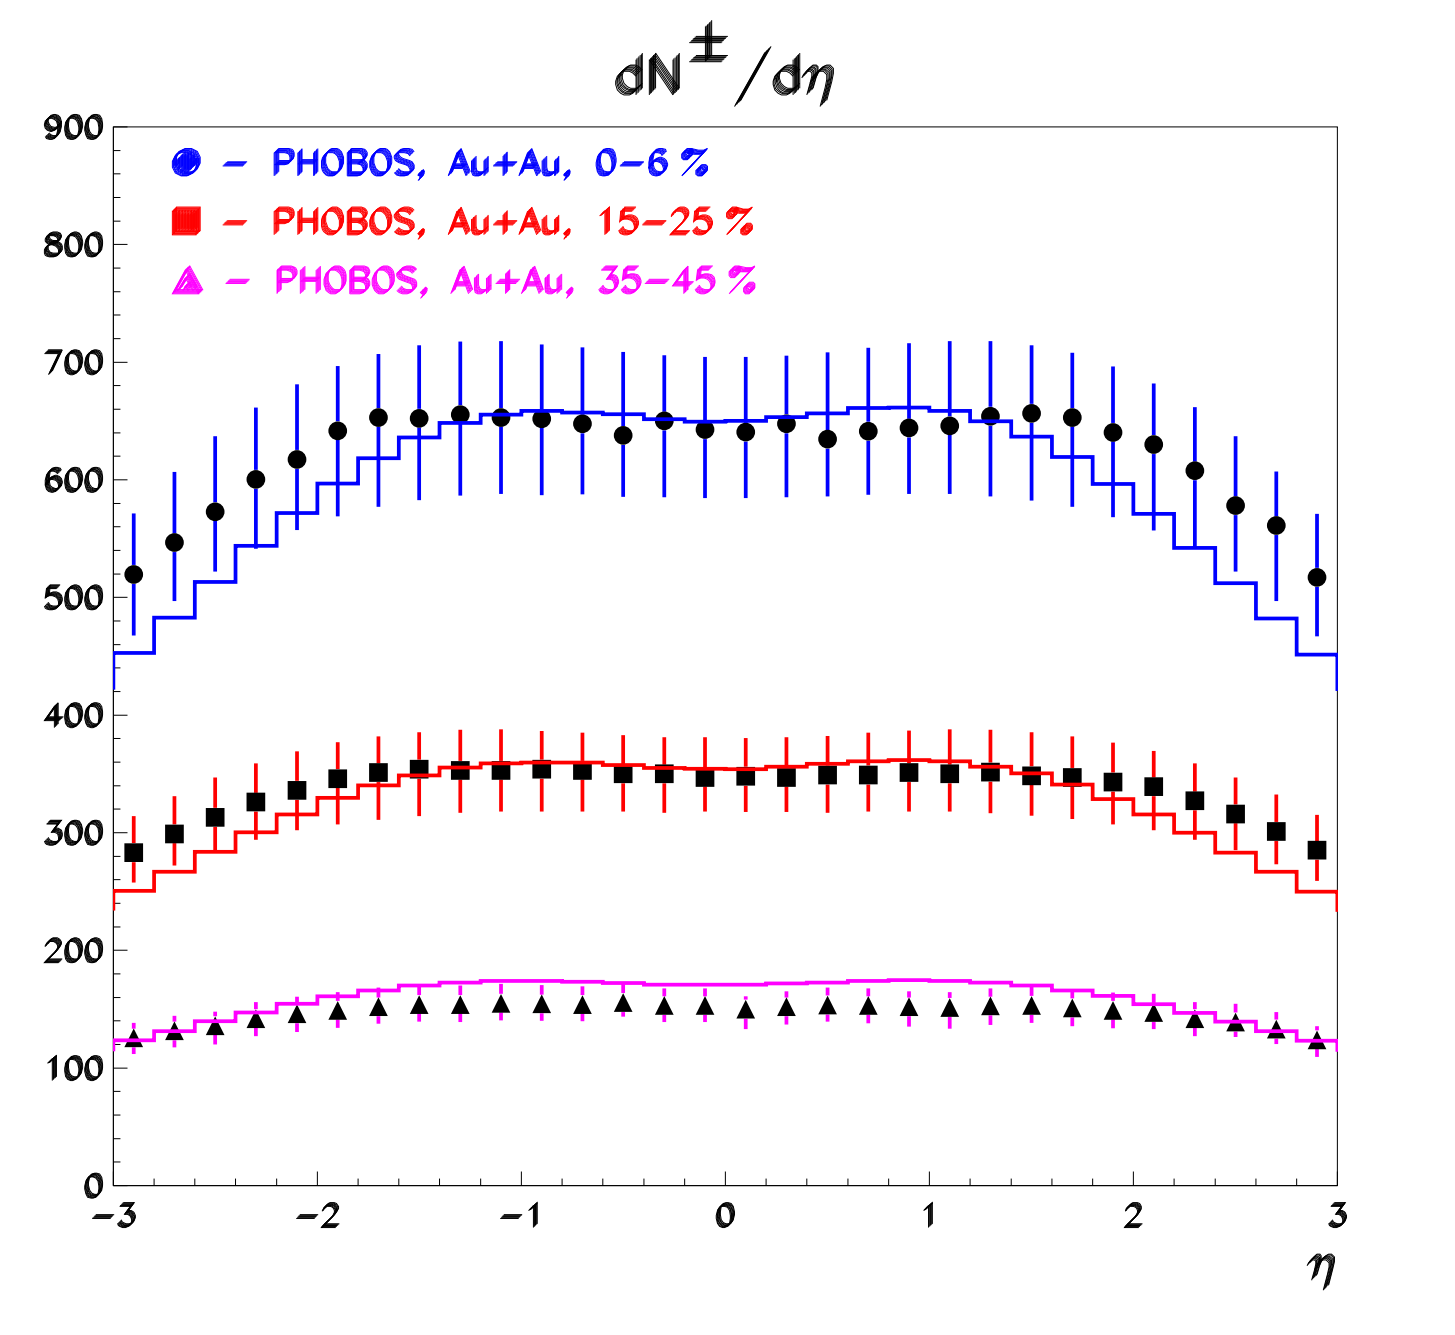 dN± /dη
900
● – PHOBOS, Au+Au, 0–6 %
■ – PHOBOS, Au+Au, 15–25 %
800
▲ – PHOBOS, Au+Au, 35–45 %
700
600
500
400
300
200
100
0
−3 −2 −1 0 1 2 3
η